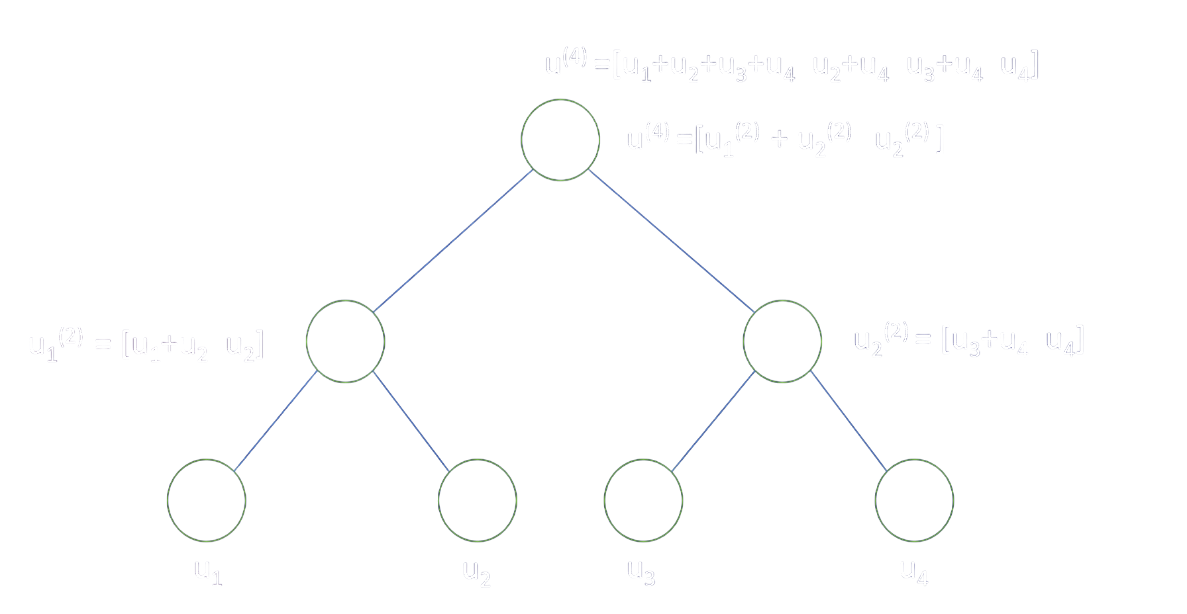 u⁽⁴⁾=[u₁+u₂+u₃+u₄ u₂+u₄ u₃+u₄ u₄]
u⁽⁴⁾=[u₁⁽²⁾ + u₂⁽²⁾ u₂⁽²⁾ ]
u₁⁽²⁾ = [u₁+u₂ u₂]
u₂⁽²⁾= [u₃+u₄ u₄]
u₁
u₂
u₃
u₄